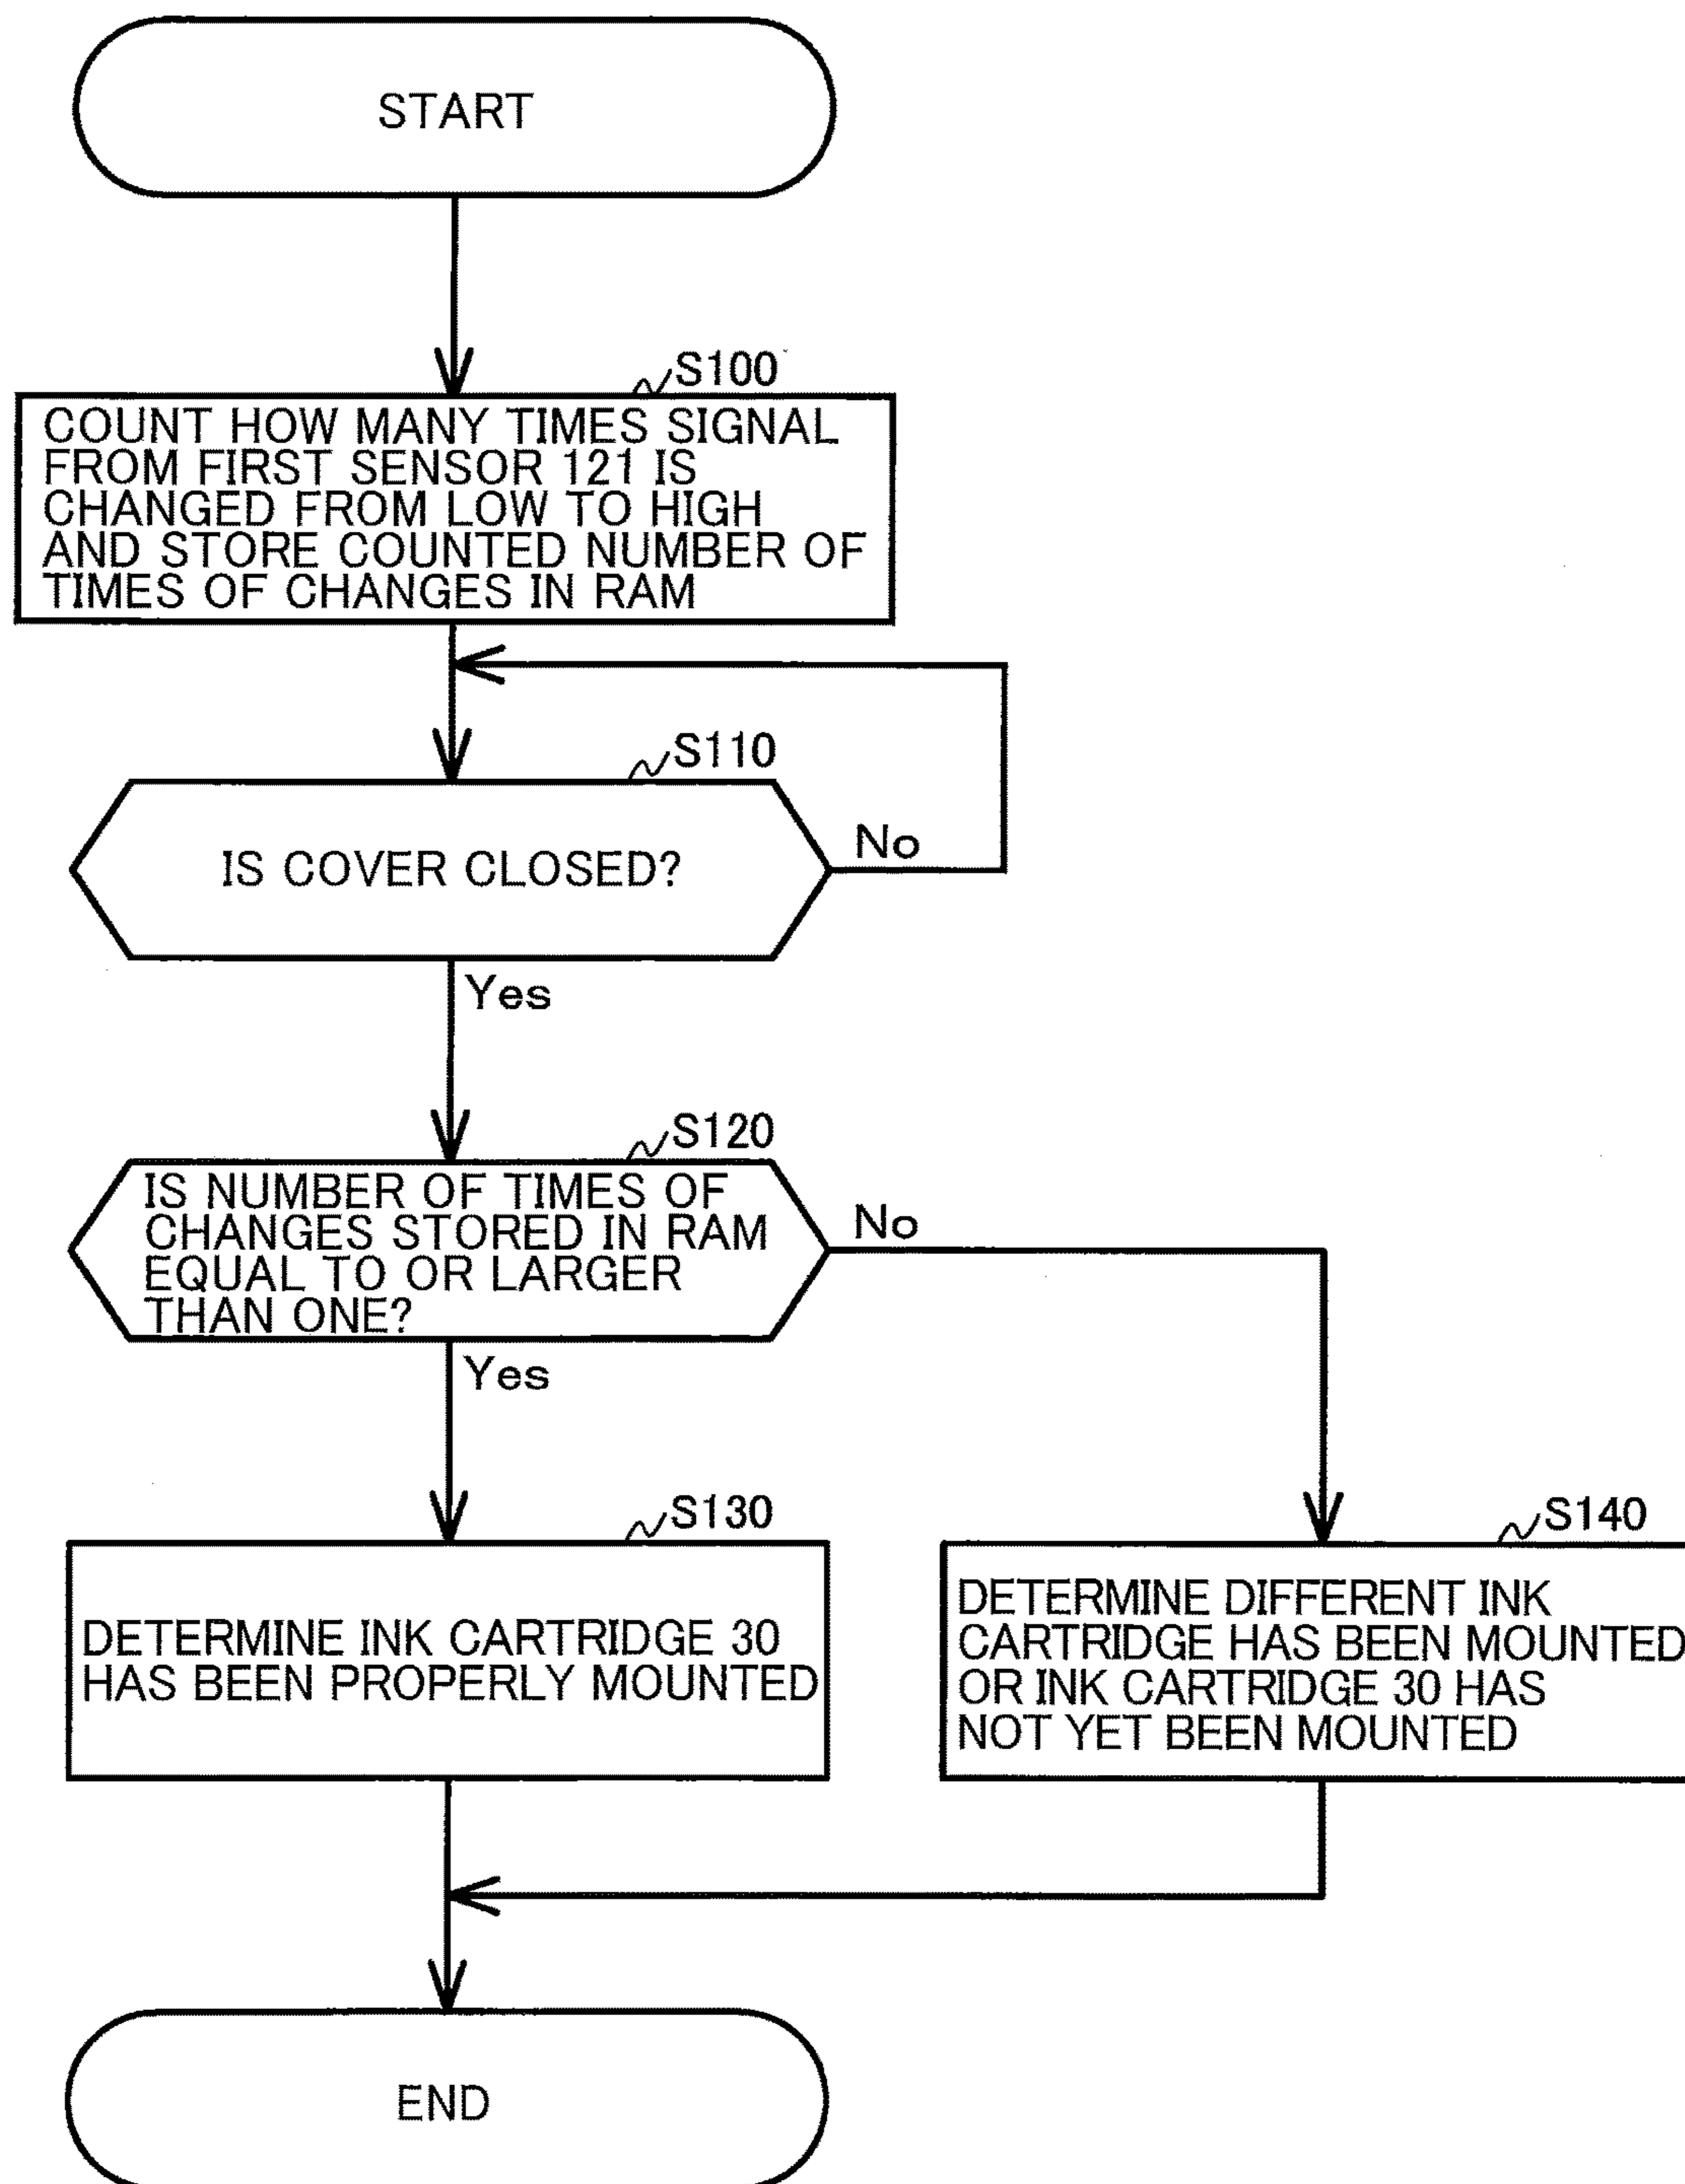 START
S100
COUNT HOW MANY TIMES SIGNAL
FROM FIRST SENSOR 121 IS
CHANGED FROM LOW TO HIGH
AND STORE COUNTED NUMBER OF
TIMES OF CHANGES IN RAM
S110
IS COVER CLOSED?
No
Yes
S120
IS NUMBER OF TIMES OF
CHANGES STORED IN RAM
EQUAL TO OR LARGER
THAN ONE?
No
Yes
S130
DETERMINE INK CARTRIDGE 30
HAS BEEN PROPERLY MOUNTED
S140
DETERMINE DIFFERENT INK
CARTRIDGE HAS BEEN MOUNTED
OR INK CARTRIDGE 30 HAS
NOT YET BEEN MOUNTED
END